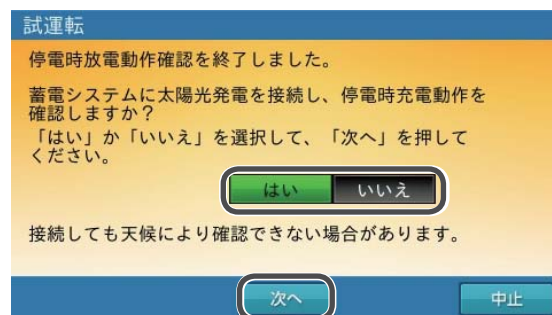 試運転
停電時放電動作確認を終了しました。
蓄電システムに太陽光発電を接続し、停電時充電動作を
確認しますか？
「はい」か「いいえ」を選択して、「次へ」を押して
ください。
はい いいえ
接続しても天候により確認できない場合があります。
次へ 中止